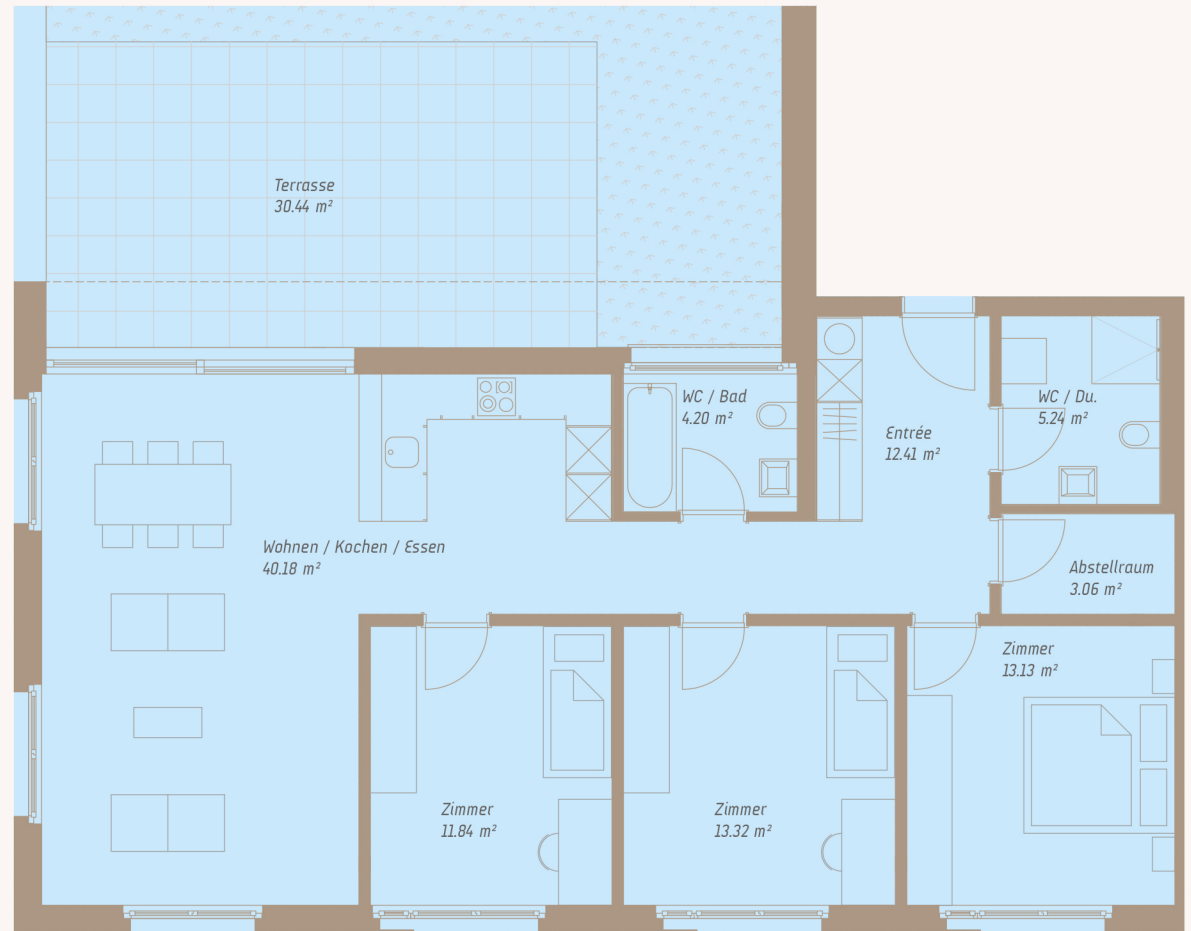 Terrasse
30.44 m²
WC / Bad
4.20 m²
WC / Du.
5.24 m²
Entrée
12.41 m²
Wohnen / Kochen / Essen
40.18 m²
Abstellraum
3.06 m²
Zimmer
13.13 m²
Zimmer
11.84 m²
Zimmer
13.32 m²